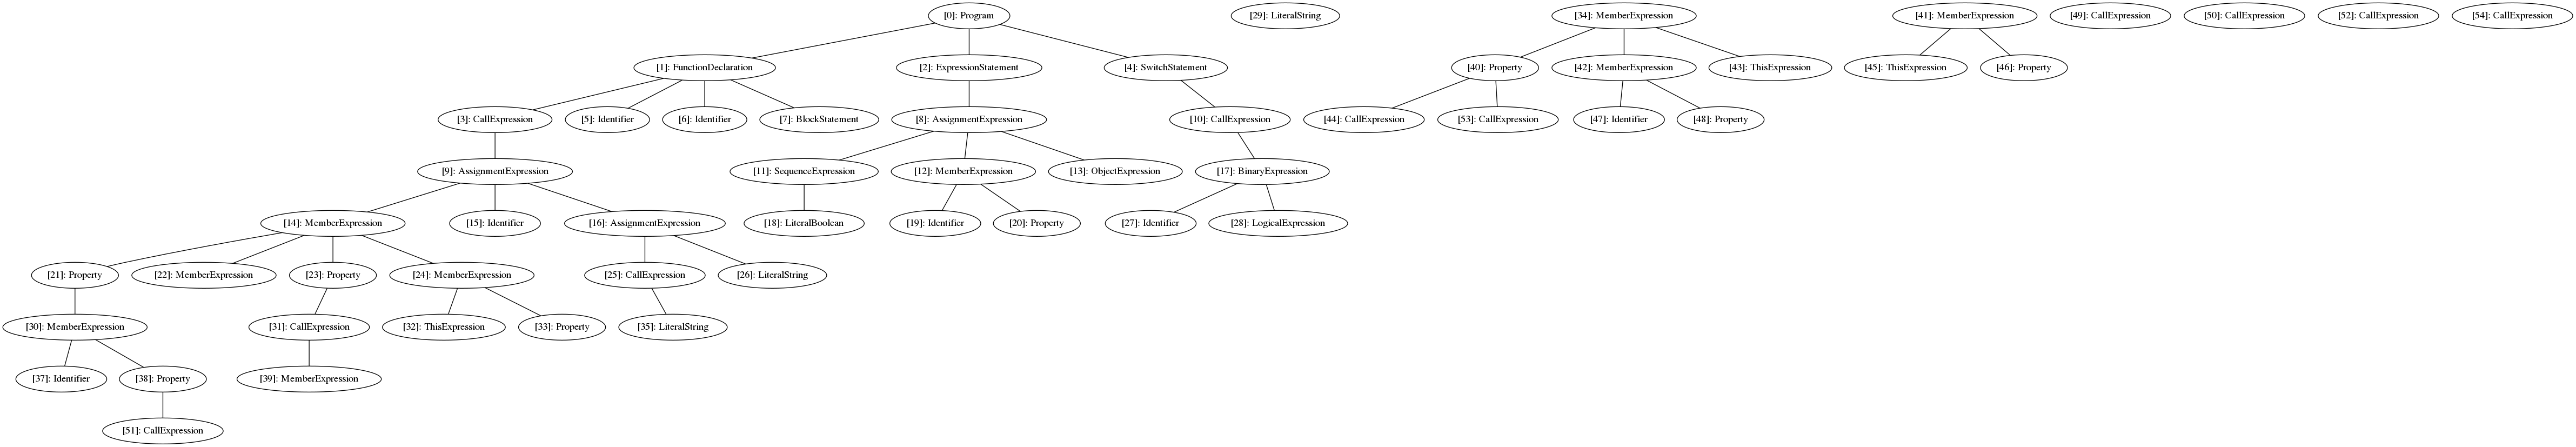 [0]: Program
[29]: LiteralString
[34]: MemberExpression
[41]: MemberExpression
[49]: CallExpression
[50]: CallExpression
[52]: CallExpression
[54]: CallExpression
[1]: FunctionDeclaration
[2]: ExpressionStatement
[4]: SwitchStatement
[40]: Property
[42]: MemberExpression
[43]: ThisExpression
[45]: ThisExpression
[46]: Property
[3]: CallExpression
[5]: Identifier
[6]: Identifier
[7]: BlockStatement
[8]: AssignmentExpression
[10]: CallExpression
[44]: CallExpression
[53]: CallExpression
[47]: Identifier
[48]: Property
[9]: AssignmentExpression
[11]: SequenceExpression
[12]: MemberExpression
[13]: ObjectExpression
[17]: BinaryExpression
[14]: MemberExpression
[15]: Identifier
[16]: AssignmentExpression
[18]: LiteralBoolean
[19]: Identifier
[20]: Property
[27]: Identifier
[28]: LogicalExpression
[21]: Property
[22]: MemberExpression
[23]: Property
[24]: MemberExpression
[25]: CallExpression
[26]: LiteralString
[30]: MemberExpression
[31]: CallExpression
[32]: ThisExpression
[33]: Property
[35]: LiteralString
[37]: Identifier
[38]: Property
[39]: MemberExpression
[51]: CallExpression